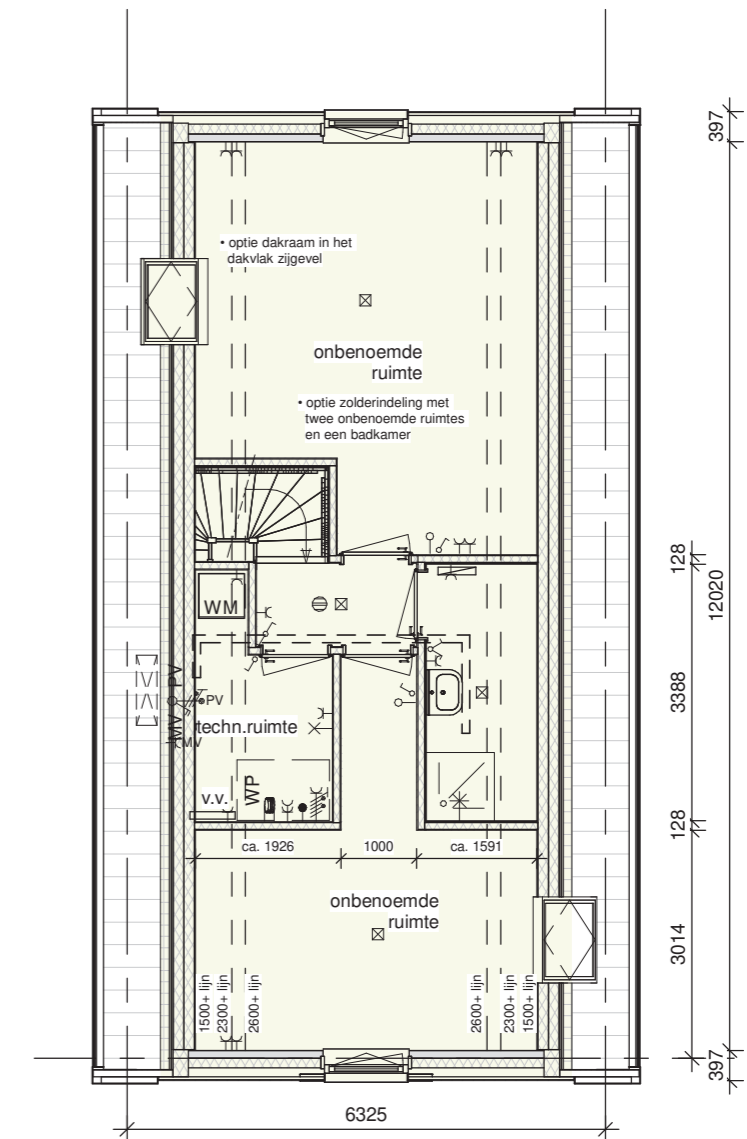 397
• optie dakraam in het
dakvlak zijgevel
onbenoemde
ruimte
• optie zolderindeling met
twee onbenoemde ruimtes
en een badkamer
128
12020
WM
3388
PV
MV
PV
MV
techn.ruimte
WP
v.v.
128
ca. 1926
1000
ca. 1591
onbenoemde
ruimte
3014
1500+ lijn
2300+ lijn
2600+ lijn
2600+ lijn
2300+ lijn
1500+ lijn
397
6325